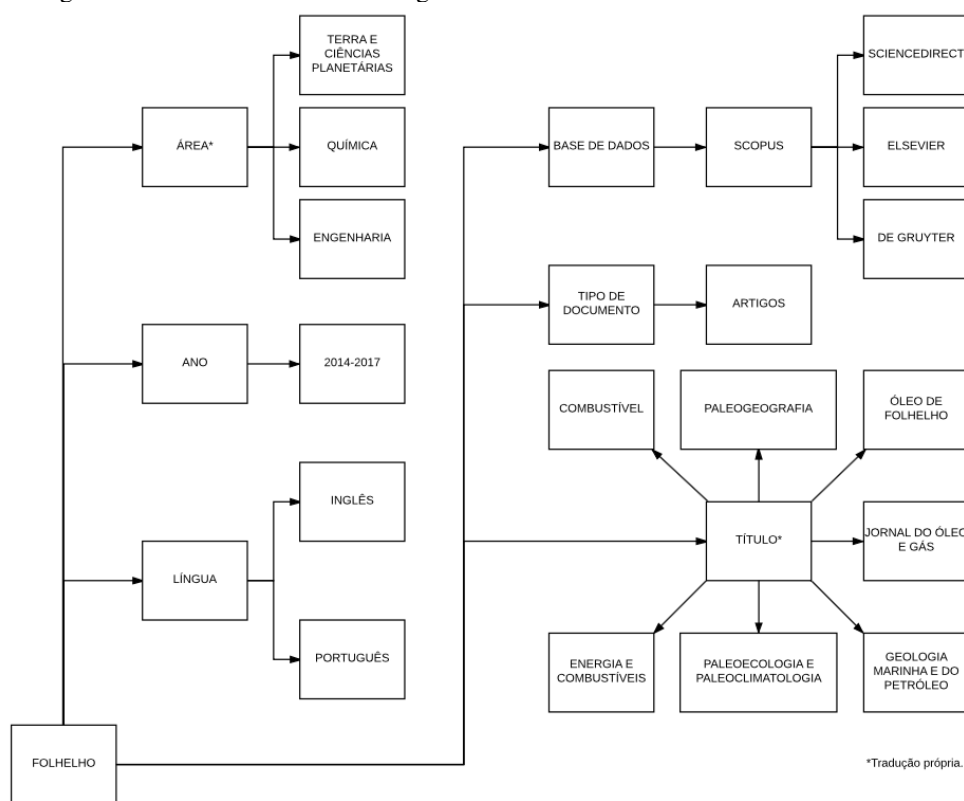 TERRA E
CIÊNCIAS
PLANETÁRIAS
ÁREA*
QUÍMICA
ENGENHARIA
ANO
2014-2017
INGLÊS
LÍNGUA
PORTUGUÊS
FOLHELHO
SCIENCEDIRECT
BASE DE DADOS
SCOPUS
ELSEVIER
DE GRUYTER
TIPO DE
DOCUMENTO
ARTIGOS
COMBUSTÍVEL
PALEOGEOGRAFIA
ÓLEO DE
FOLHELHO
TÍTULO*
JORNAL DO ÓLEO
E GÁS
ENERGIA E
COMBUSTÍVEIS
PALEOECOLOGIA E
PALEOCLIMATOLOGIA
GEOLOGIA
MARINHA E DO
PETRÓLEO
*Tradução própria.